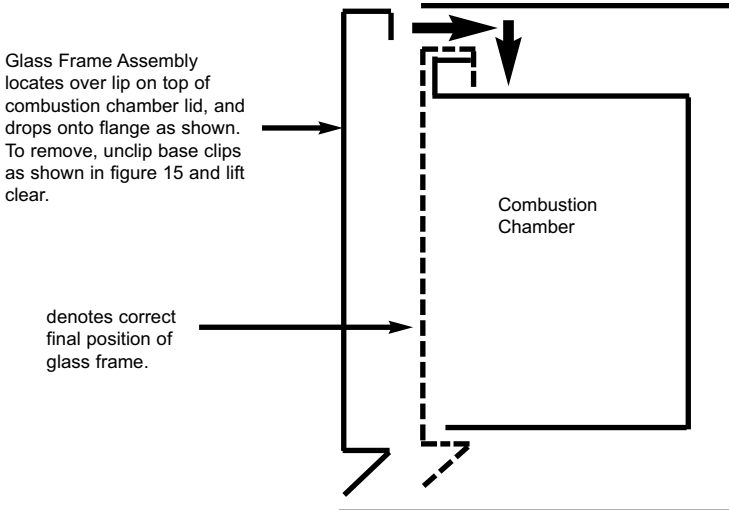 Glass Frame Assembly
locates over lip on top of
combustion chamber lid, and
drops onto flange as shown.
To remove, unclip base clips
as shown in figure 15 and lift
clear.
Combustion
Chamber
denotes correct
final position of
glass frame.